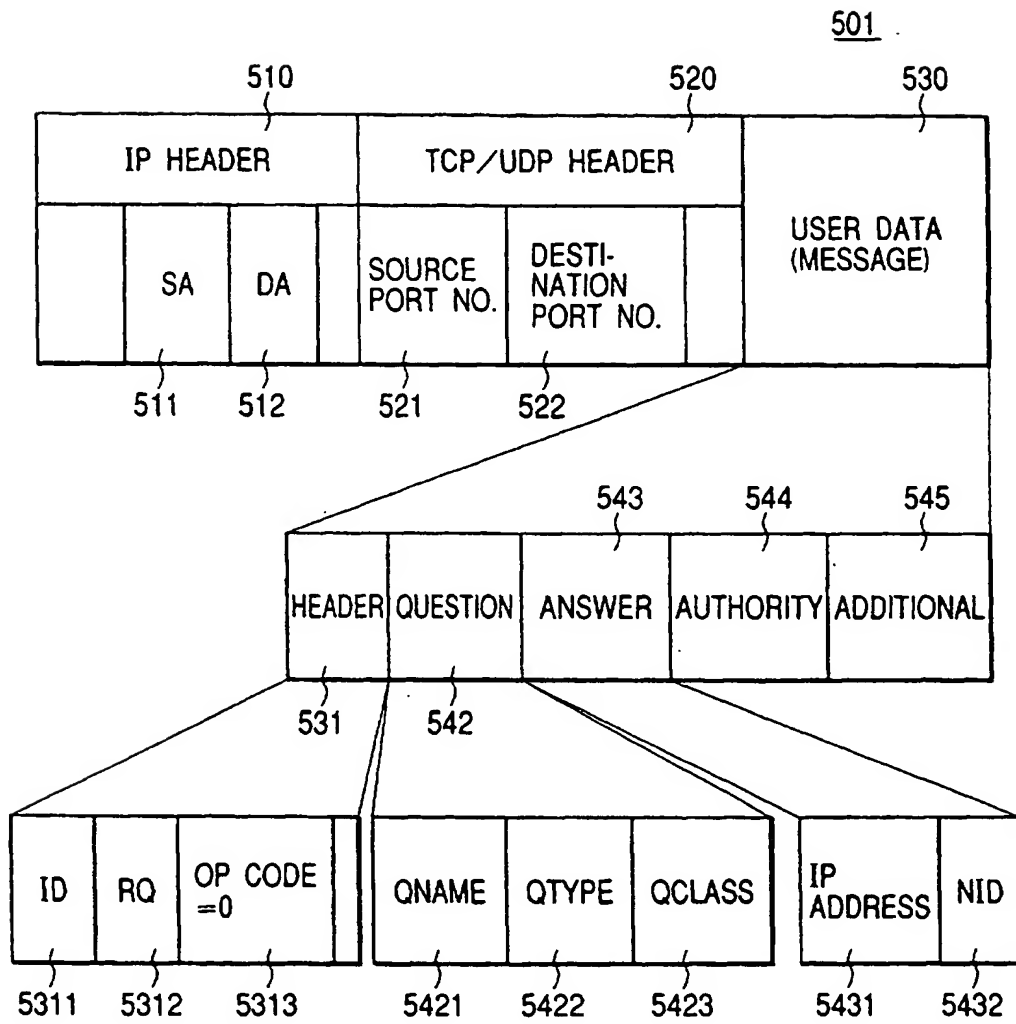 501
510 520 530
IP HEADER TCP/UDP HEADER
USER DATA
(MESSAGE)
SA DA
SOURCE
PORT NO.
DESTI-
NATION
PORT NO.
511 512 521 522
543 544 545
HEADER QUESTION ANSWER AUTHORITY ADDITIONAL
531 542
ID RQ
OP CODE
=0
QNAME QTYPE QCLASS
IP
ADDRESS
NID
5311 5312 5313 5421 5422 5423 5431 5432